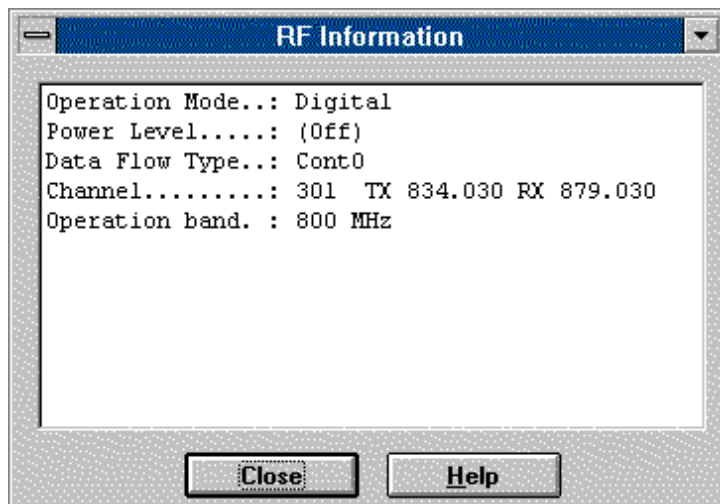 RF Information
Operation Mode..: Digital
Power Level.....: (Off)
Data Flow Type..: Cont0
Channel.........: 301  TX 834.030 RX 879.030
Operation band. : 800 MHz
Close
Help